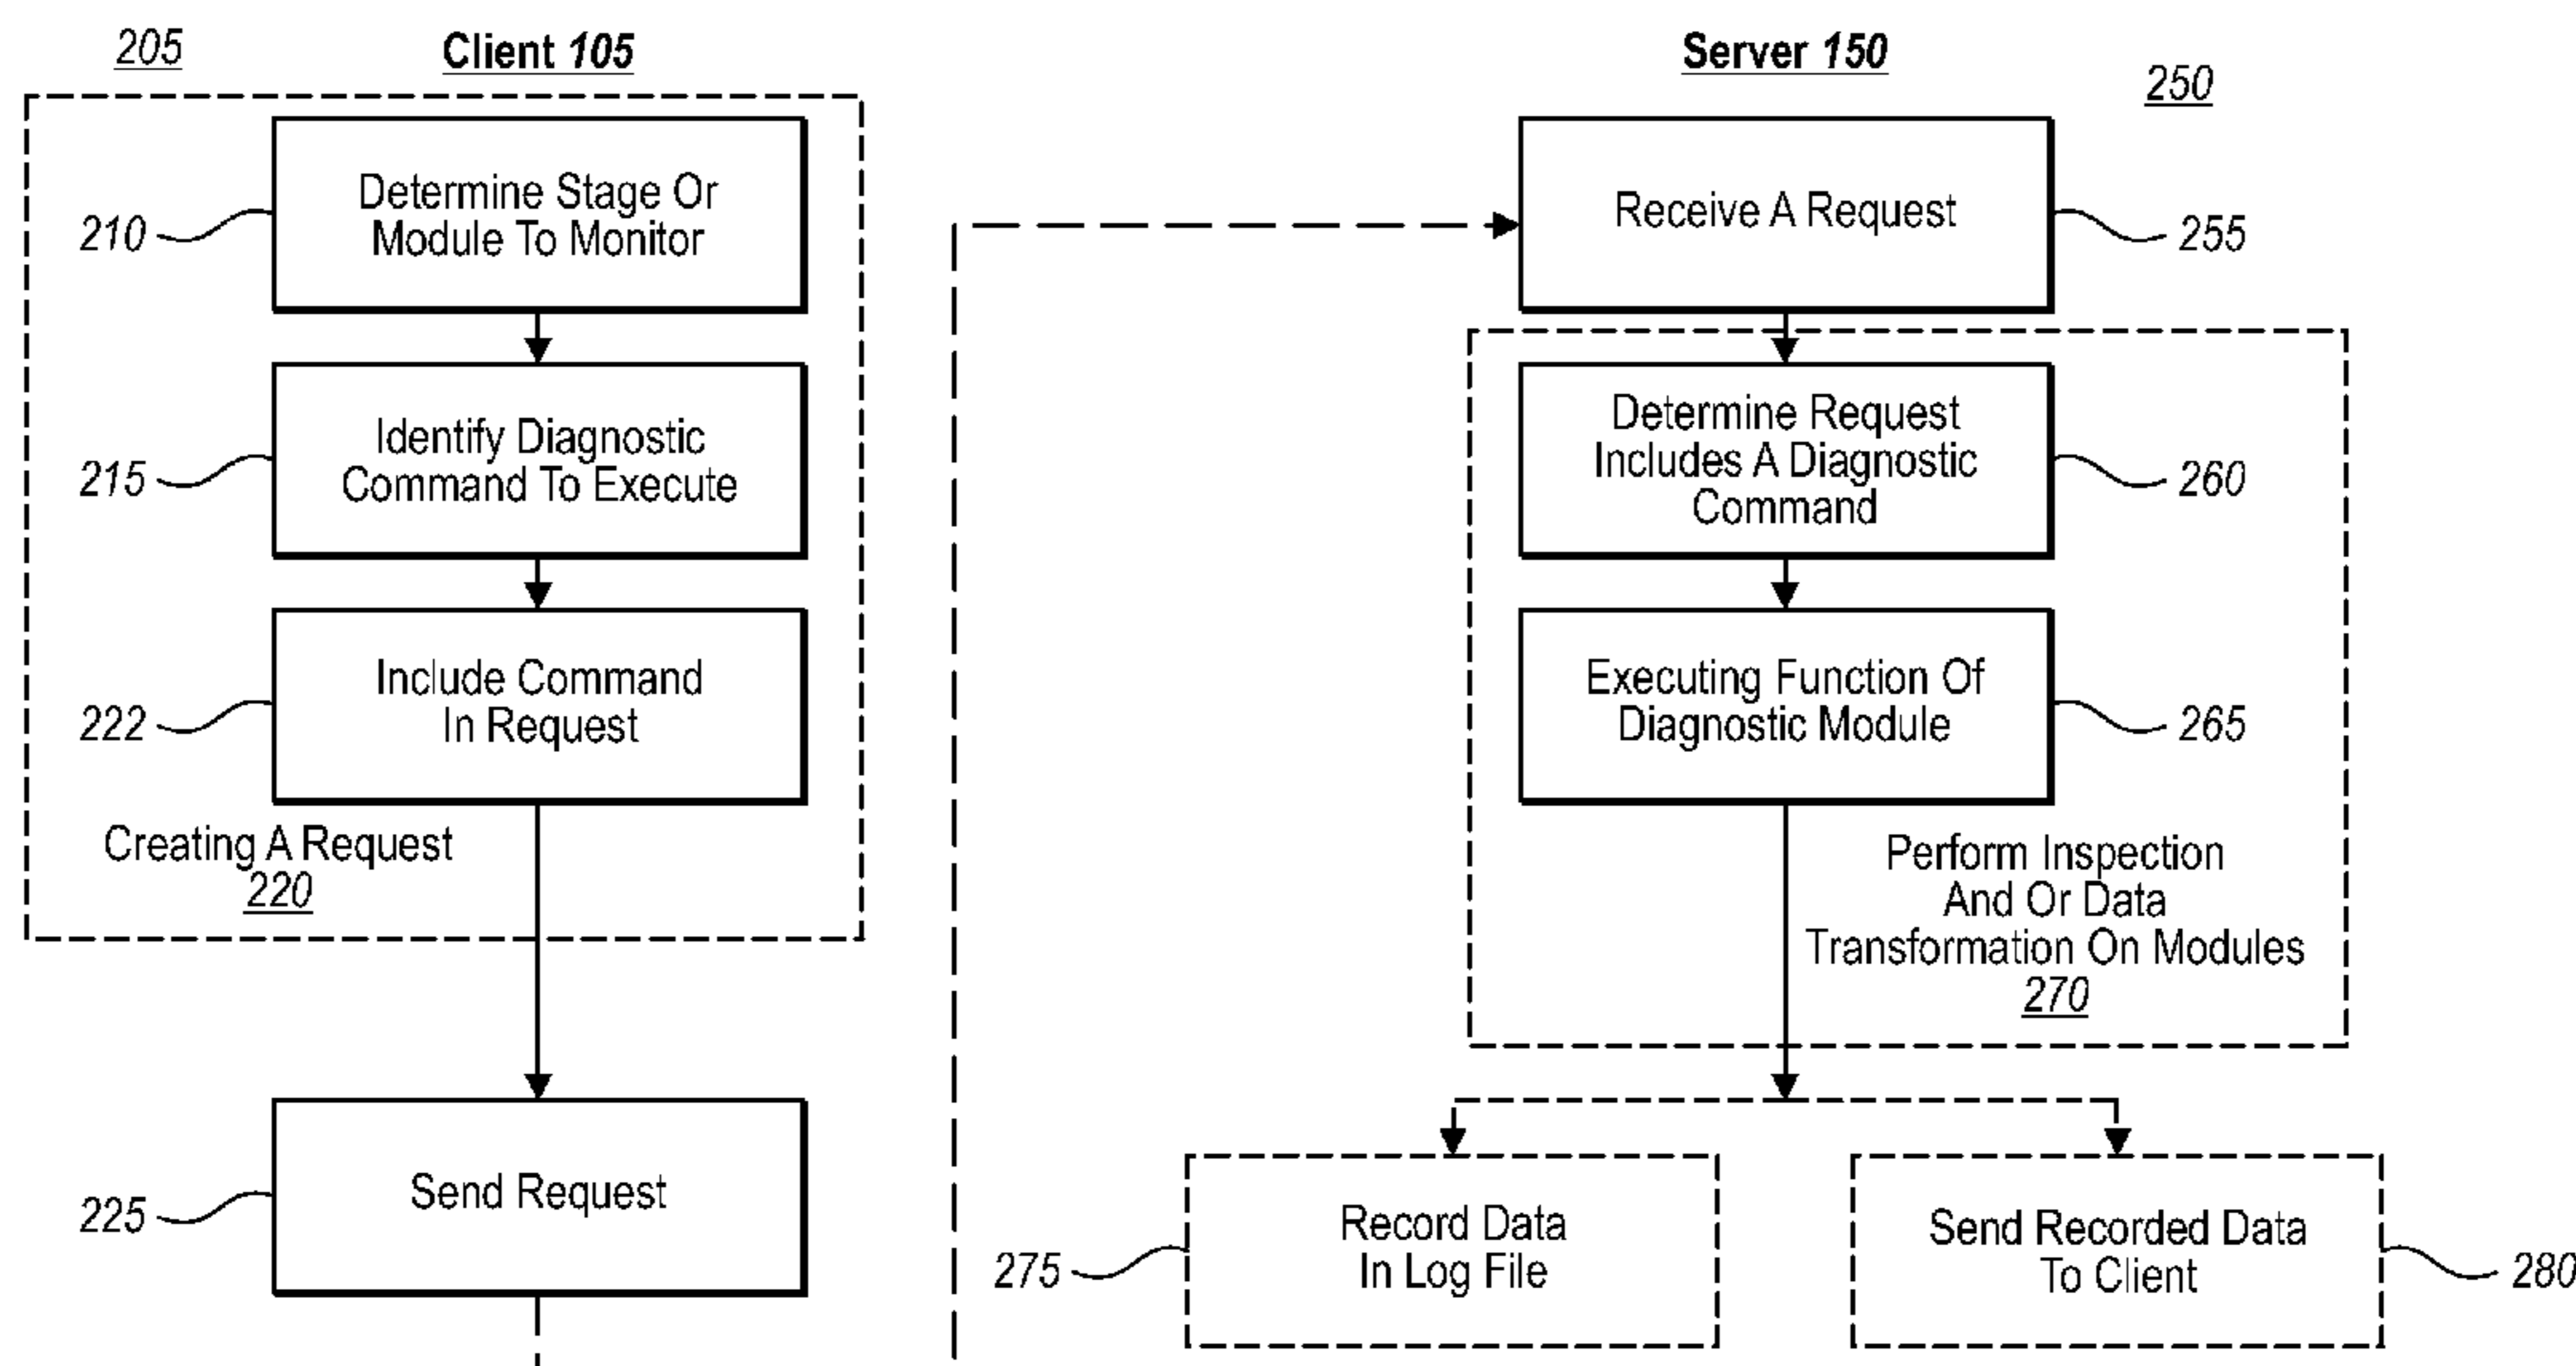 205
Client 105
Determine Stage Or
Module To Monitor
210
Identify Diagnostic
Command To Execute
215
Include Command
In Request
222
Creating A Request
220
Send Request
225
Server 150
250
Receive A Request
255
Determine Request
Includes A Diagnostic
Command
260
Executing Function Of
Diagnostic Module
265
Perform Inspection
And Or Data
Transformation On Modules
270
Record Data
In Log File
275
Send Recorded Data
To Client
280